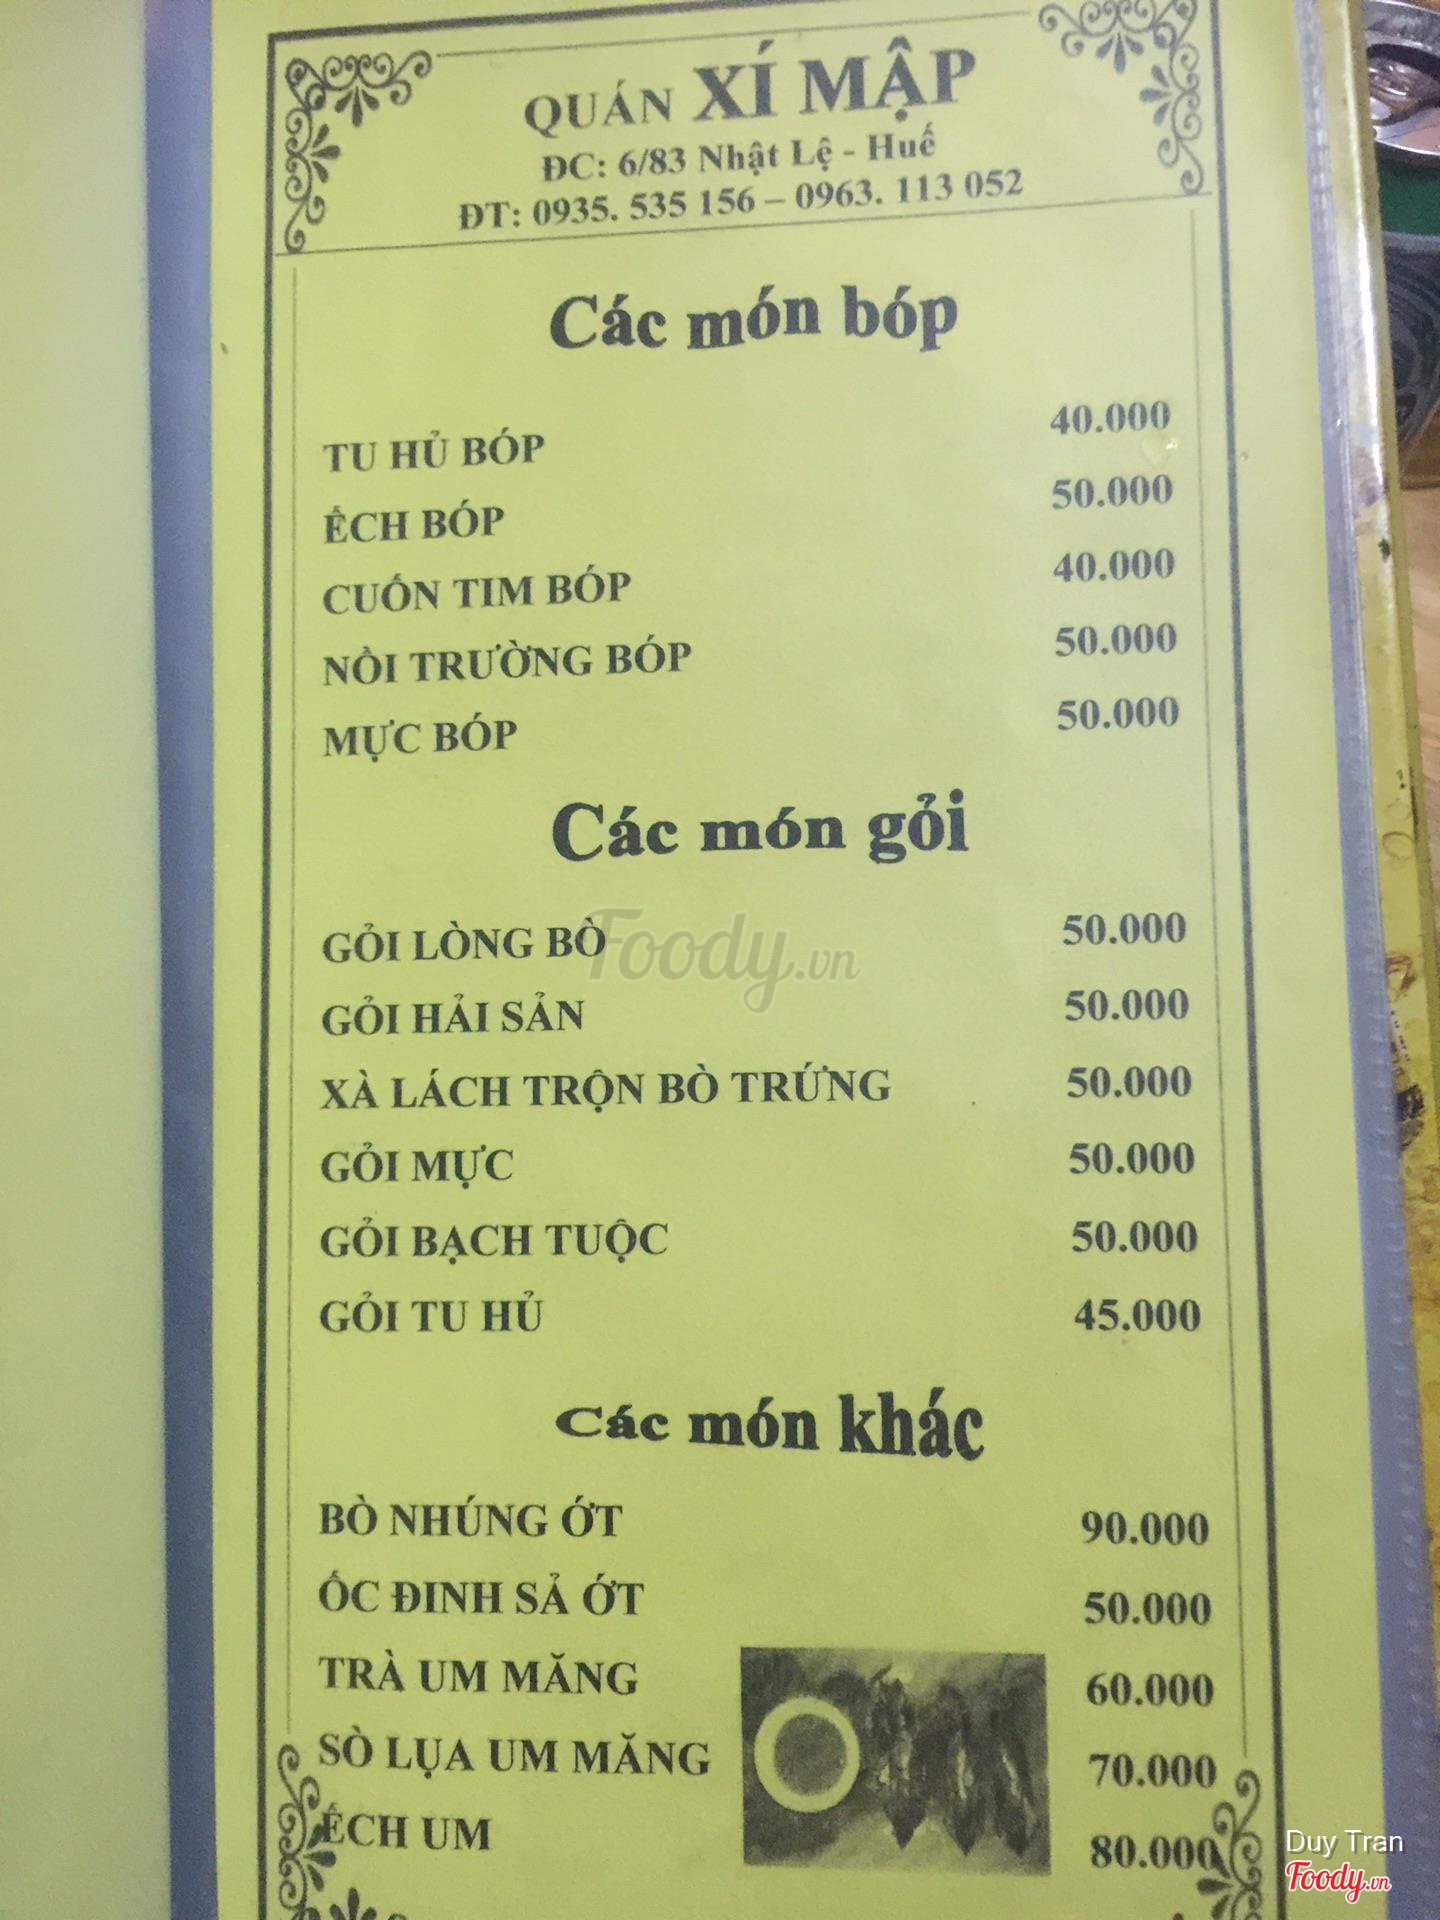 QUÁN XÍ MẬP
ĐC: 6/83 Nhật Lệ - Huế
ĐT: 0935. 535 156 – 0963. 113 052
Các món bóp
TU HỦ BÓP 40.000
ẾCH BÓP 50.000
CUÔN TIM BÓP 40.000
NỒI TRƯỜNG BÓP 50.000
MỰC BÓP 50.000
Các món gỏi
GỎI LÒNG BÒ 50.000
GỎI HẢI SẢN 50.000
XÀ LÁCH TRỘN BÒ TRỨNG 50.000
GỎI MỰC 50.000
GỎI BẠCH TUỘC 50.000
GỎI TU HỦ 45.000
Các món khác
BÒ NHÚNG ỚT 90.000
ỐC ĐINH SẢ ỚT 50.000
TRÀ UM MĂNG 60.000
SÒ LỤA UM MĂNG 70.000
ẾCH UM 80.000
Foody.vn
Duy Tran
Foody.vn